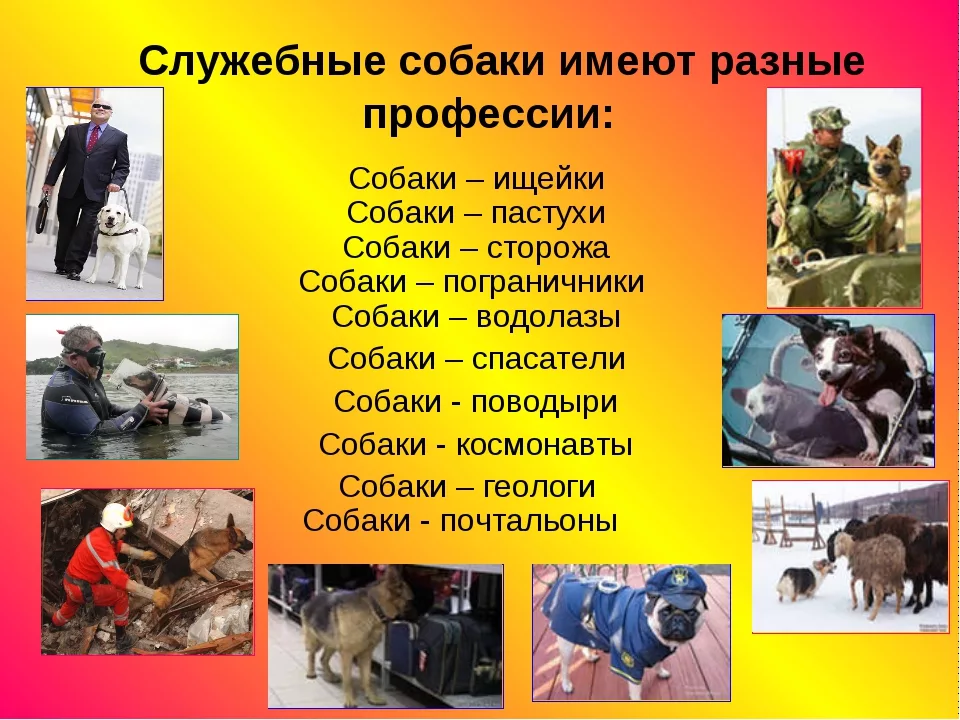 Служебные собаки имеют разные
профессии:
Собаки – ищейки
Собаки – пастухи
Собаки – сторожа
Собаки – пограничники
Собаки – водолазы
Собаки – спасатели
Собаки - поводыри
Собаки - космонавты
Собаки – геологи
Собаки - почтальоны